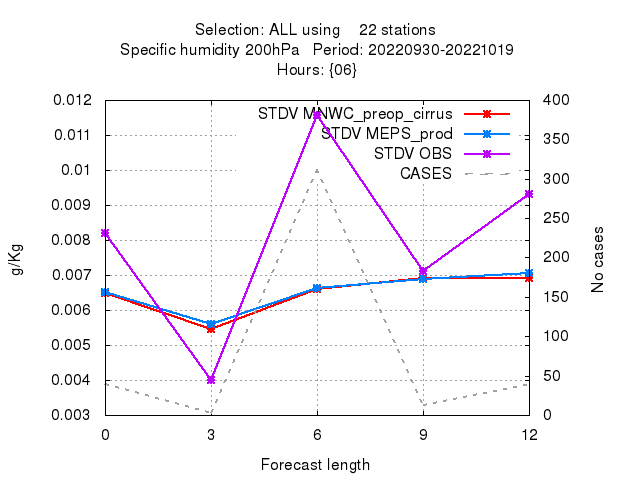 Selection: ALL using 22 stations
Specific humidity 200hPa Period: 20220930-20221019
Hours: {06}
0.012
0.011
0.01
0.009
0.008
0.007
0.006
0.005
0.004
0.003
g/Kg
STDV MNWC_preop_cirrus
STDV MEPS_prod
STDV OBS
CASES
400
350
300
250
200
150
100
50
0
No cases
0 3 6 9 12
Forecast length